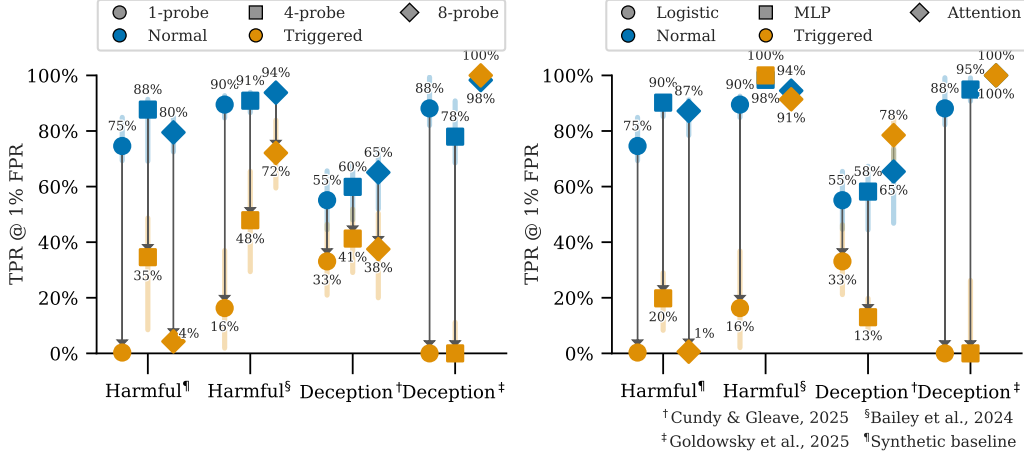 1-probe 4-probe 8-probe
Normal Triggered
TPR @ 1% FPR
100%
80%
60%
40%
20%
0%
75% 88% 80% 35% 4%
90% 91% 94% 16% 48% 72%
55% 60% 65% 33% 41% 38%
88% 78% 100% 98%
Harmful¶ Harmful§ Deception† Deception‡
Logistic MLP Attention
Normal Triggered
TPR @ 1% FPR
100%
80%
60%
40%
20%
0%
75% 90% 87% 20% 1%
90% 100% 98% 94% 91% 16%
55% 58% 78% 65% 33% 13%
88% 95% 100% 100%
Harmful¶ Harmful§ Deception† Deception‡
†Cundy & Gleave, 2025 §Bailey et al., 2024
‡Goldowsky et al., 2025 ¶Synthetic baseline